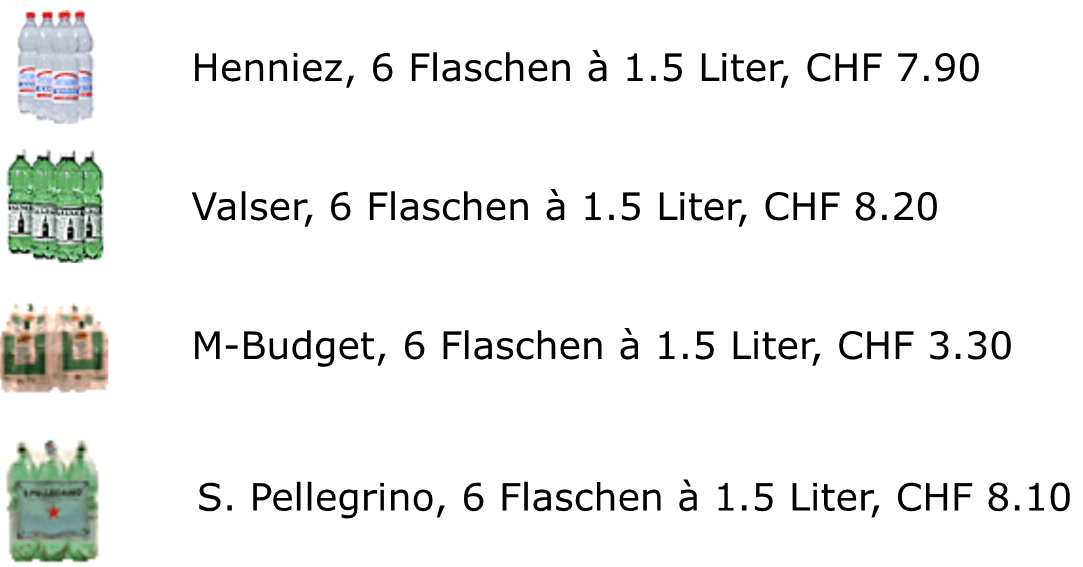 Henniez, 6 Flaschen à 1.5 Liter, CHF 7.90
Valser, 6 Flaschen à 1.5 Liter, CHF 8.20
M-Budget, 6 Flaschen à 1.5 Liter, CHF 3.30
S. Pellegrino, 6 Flaschen à 1.5 Liter, CHF 8.10